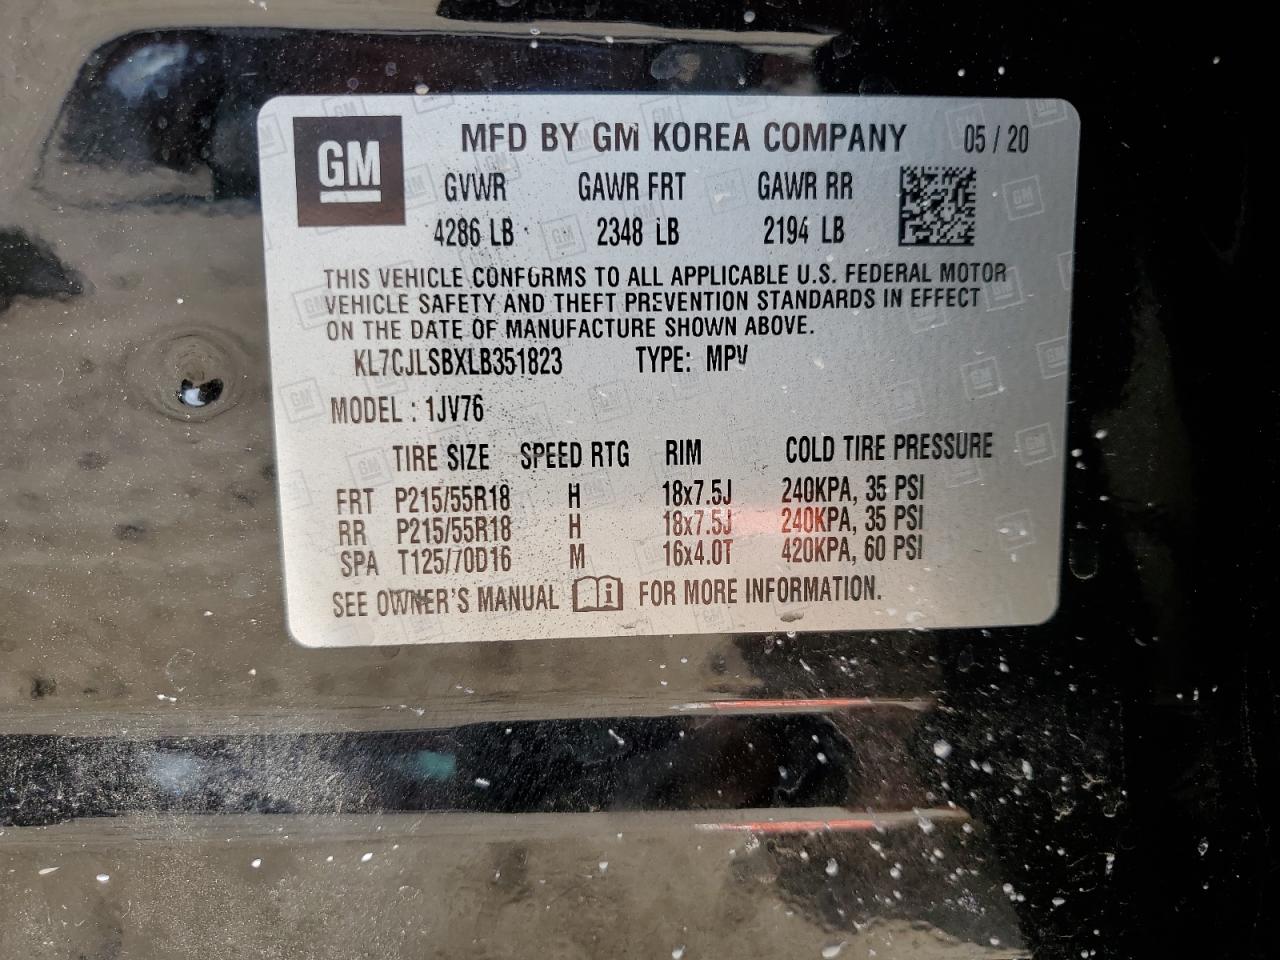 GM MFD BY GM KOREA COMPANY 05 / 20
GVWR GAWR FRT GAWR RR
4286 LB 2348 LB 2194 LB
THIS VEHICLE CONFORMS TO ALL APPLICABLE U.S. FEDERAL MOTOR
VEHICLE SAFETY AND THEFT PREVENTION STANDARDS IN EFFECT
ON THE DATE OF MANUFACTURE SHOWN ABOVE.
KL7CJLSBXLB351823 TYPE: MPV
MODEL : 1JV76
TIRE SIZE SPEED RTG RIM COLD TIRE PRESSURE
FRT P215/55R18 H 18x7.5J 240KPA, 35 PSI
RR P215/55R18 H 18x7.5J 240KPA, 35 PSI
SPA T125/70D16 M 16x4.0T 420KPA, 60 PSI
SEE OWNER'S MANUAL i FOR MORE INFORMATION.